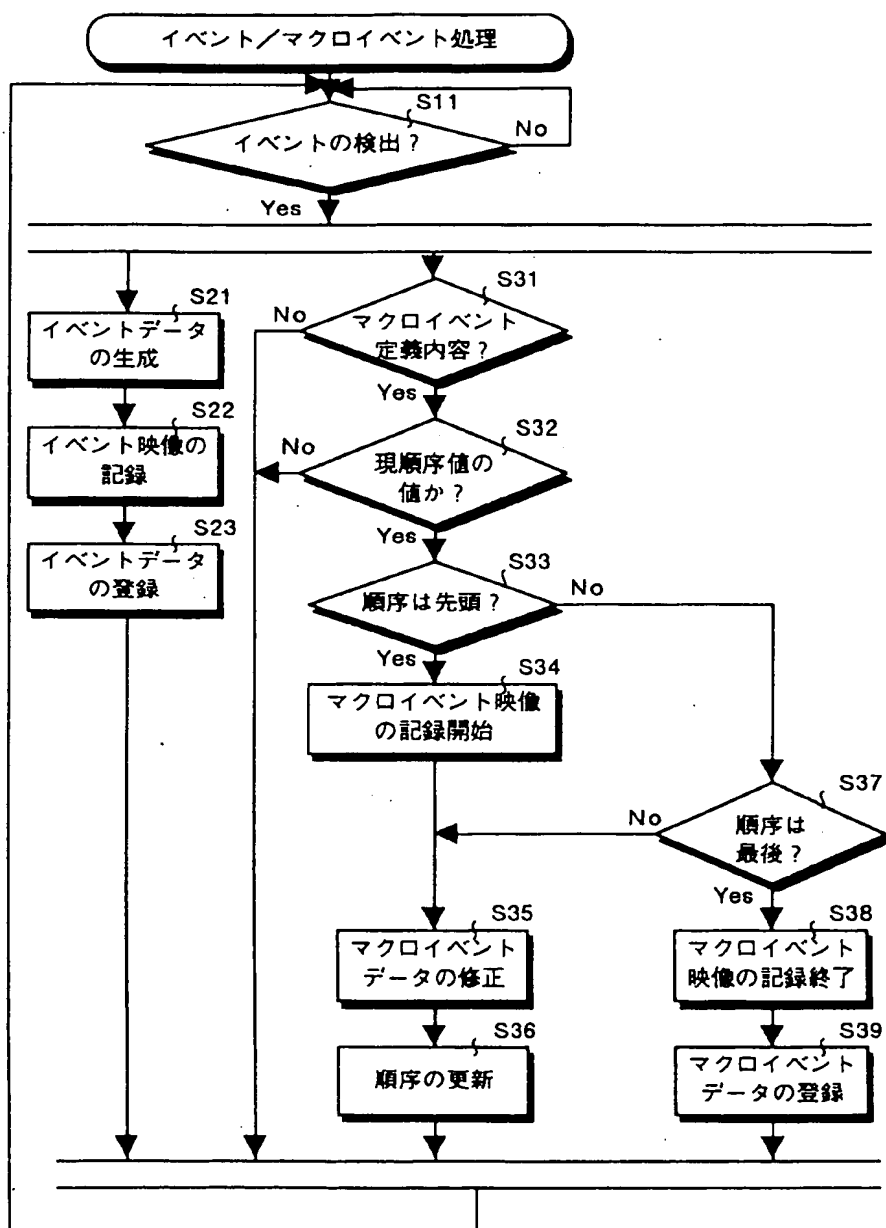 イベント／マクロイベント処理
S11
イベントの検出？
No
Yes
S21
イベントデータ
の生成
S22
イベント映像の
記録
S23
イベントデータ
の登録
S31
マクロイベント
定義内容？
No
Yes
S32
現順序値の
値か？
No
Yes
S33
順序は先頭？
No
Yes
S34
マクロイベント映像
の記録開始
S37
順序は
最後？
No
Yes
S35
マクロイベント
データの修正
S36
順序の更新
S38
マクロイベント
映像の記録終了
S39
マクロイベント
データの登録